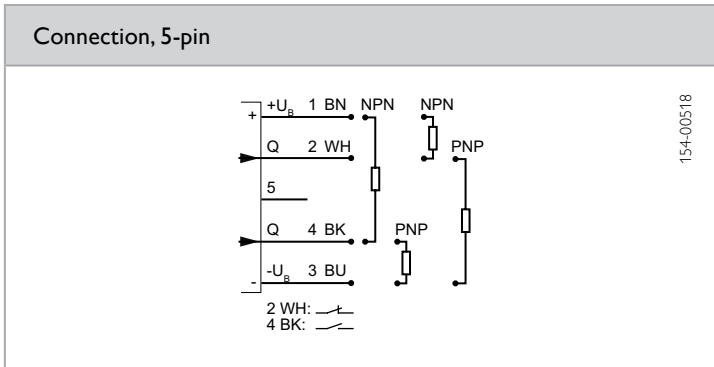 Connection, 5-pin
+ +U_B 1 BN NPN NPN
Q 2 WH PNP
5
Q 4 BK PNP
- -U_B 3 BU
2 WH:
4 BK:
154-00518